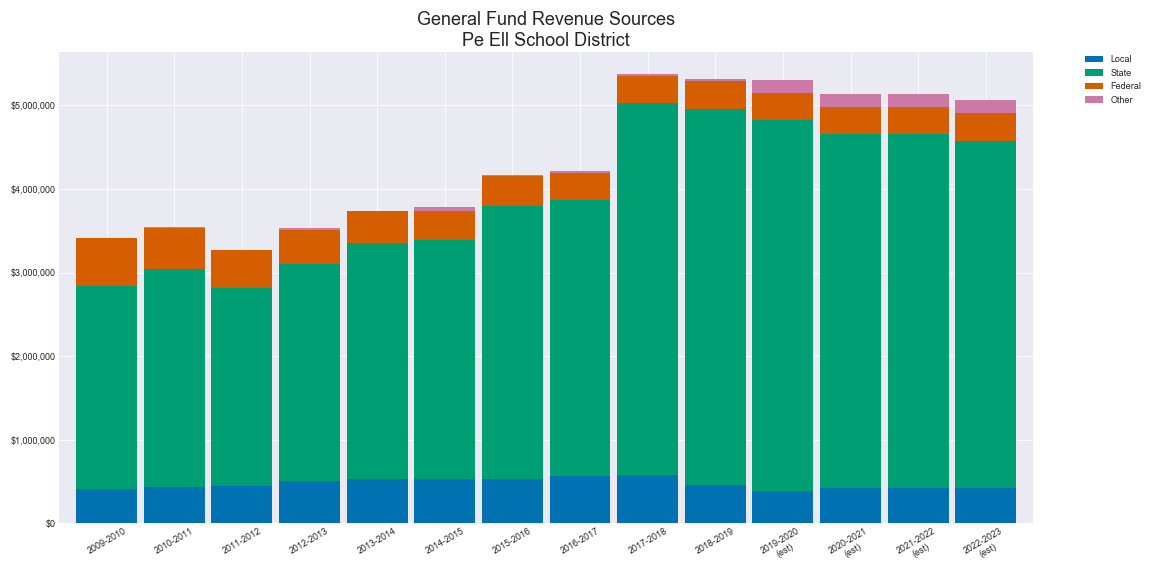 General Fund Revenue Sources
Pe Ell School District
Local
State
Federal
Other
$5,000,000
$4,000,000
$3,000,000
$2,000,000
$1,000,000
$0
2009-2010
2010-2011
2011-2012
2012-2013
2013-2014
2014-2015
2015-2016
2016-2017
2017-2018
2018-2019
2019-2020
(est)
2020-2021
(est)
2021-2022
(est)
2022-2023
(est)